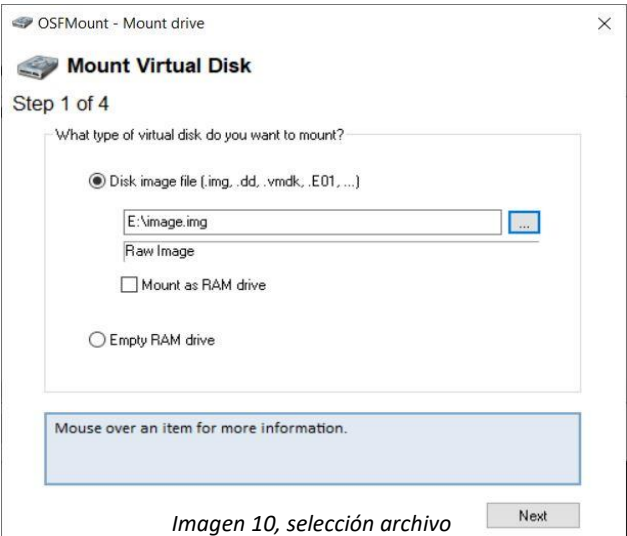 OSFMount - Mount drive
Mount Virtual Disk
Step 1 of 4
What type of virtual disk do you want to mount?
Disk image file (.img, .dd, .vmdk, .E01, ...)
E:\image.img
...
Raw Image
Mount as RAM drive
Empty RAM drive
Mouse over an item for more information.
Imagen 10, selección archivo
Next